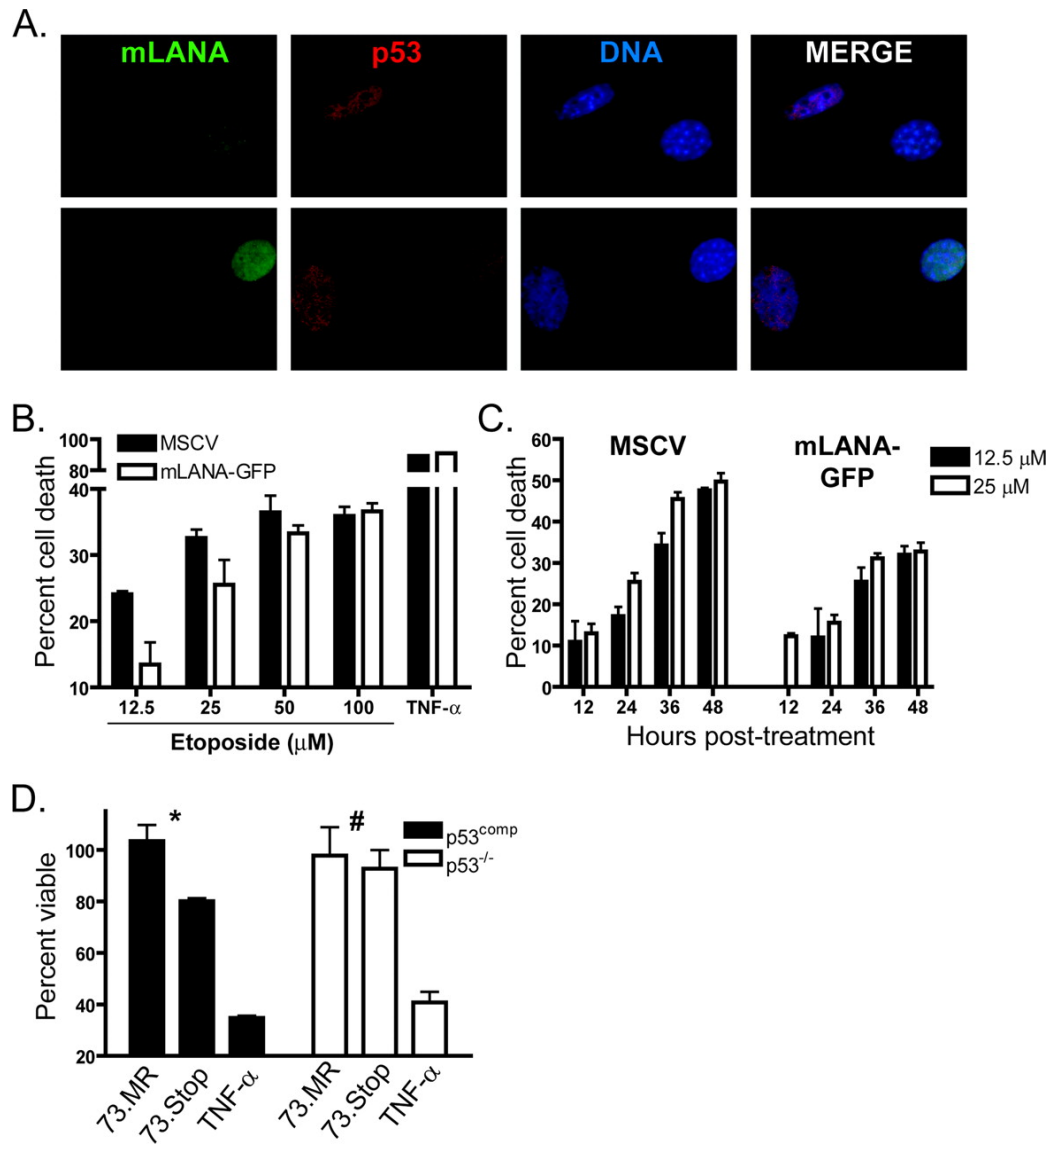 A.
mLANA p53 DNA MERGE
B.
MSCV
mLANA-GFP
Percent cell death
100
80
40
30
20
10
12.5 25 50 100 TNF-α
Etoposide (μM)
C.
MSCV mLANA-
GFP
12.5 μM
25 μM
Percent cell death
60
50
40
30
20
10
0
12 24 36 48 12 24 36 48
Hours post-treatment
D.
* #
p53comp
p53-/-
Percent viable
100
80
60
40
20
73.MR 73.Stop TNF-α 73.MR 73.Stop TNF-α